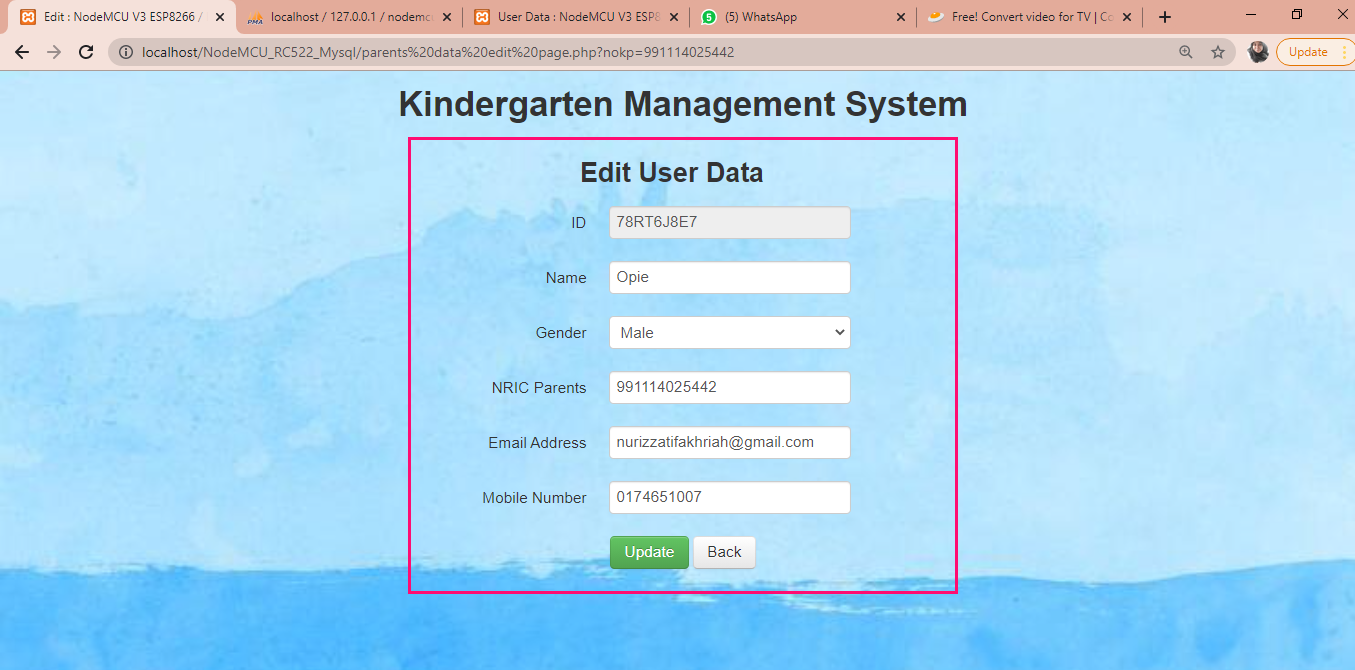 Edit : NodeMCU V3 ESP8266 /
localhost / 127.0.0.1 / nodemc
User Data : NodeMCU V3 ESP8
(5) WhatsApp
Free! Convert video for TV | Co
localhost/NodeMCU_RC522_Mysql/parents%20data%20edit%20page.php?nokp=991114025442
Update
Kindergarten Management System
Edit User Data
ID 78RT6J8E7
Name Opie
Gender Male
NRIC Parents 991114025442
Email Address nurizzatifakhriah@gmail.com
Mobile Number 0174651007
Update Back